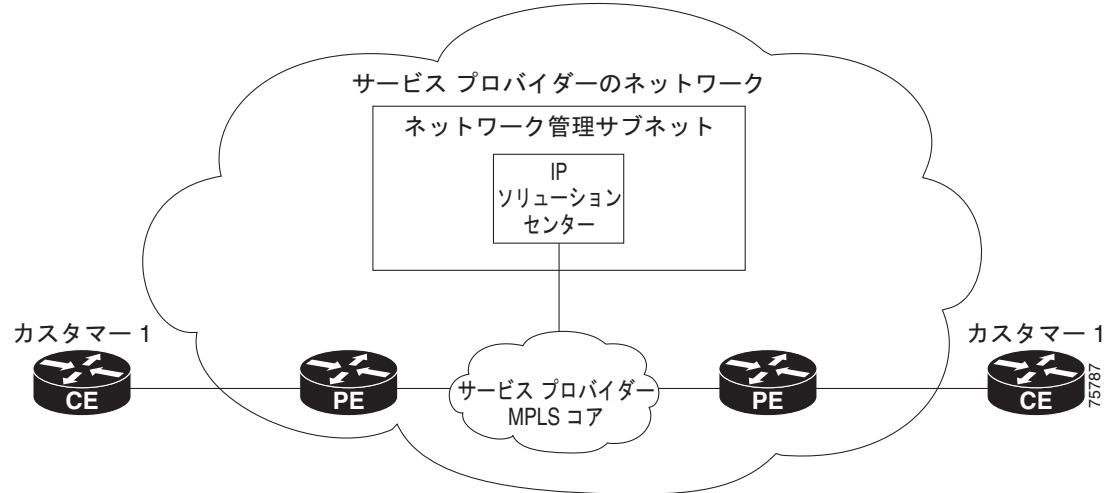 サービス プロバイダーのネットワーク
ネットワーク管理サブネット
IP
ソリューション
センター
カスタマー 1
カスタマー 1
CE
PE
サービス プロバイダー
MPLS コア
PE
CE
75787